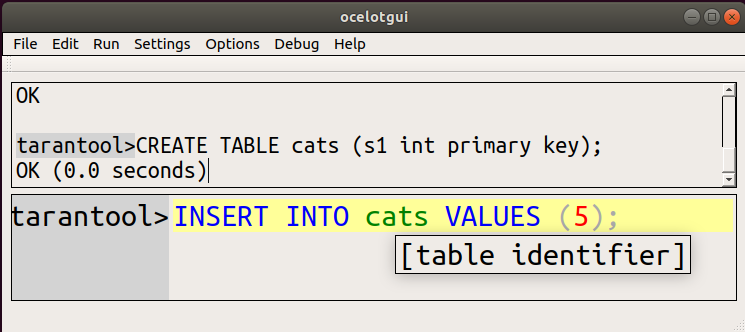 ocelotgui
File Edit Run Settings Options Debug Help
OK
tarantool>CREATE TABLE cats (s1 int primary key);
OK (0.0 seconds)
tarantool>INSERT INTO cats VALUES (5);
[table identifier]